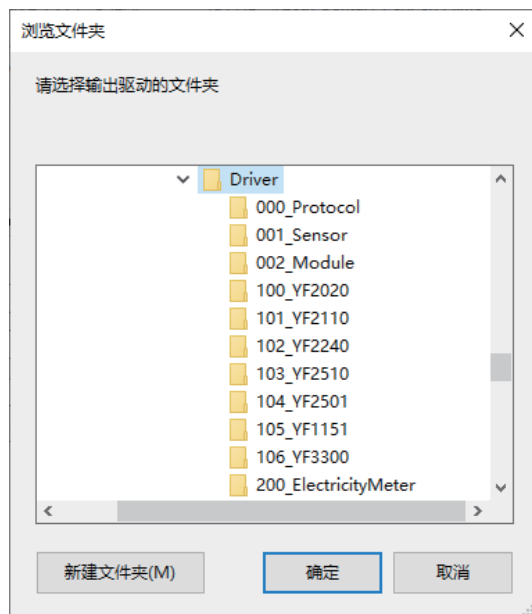 浏览文件夹
请选择输出驱动的文件夹
Driver
000_Protocol
001_Sensor
002_Module
100_YF2020
101_YF2110
102_YF2240
103_YF2510
104_YF2501
105_YF1151
106_YF3300
200_ElectricityMeter
新建文件夹(M) 确定 取消